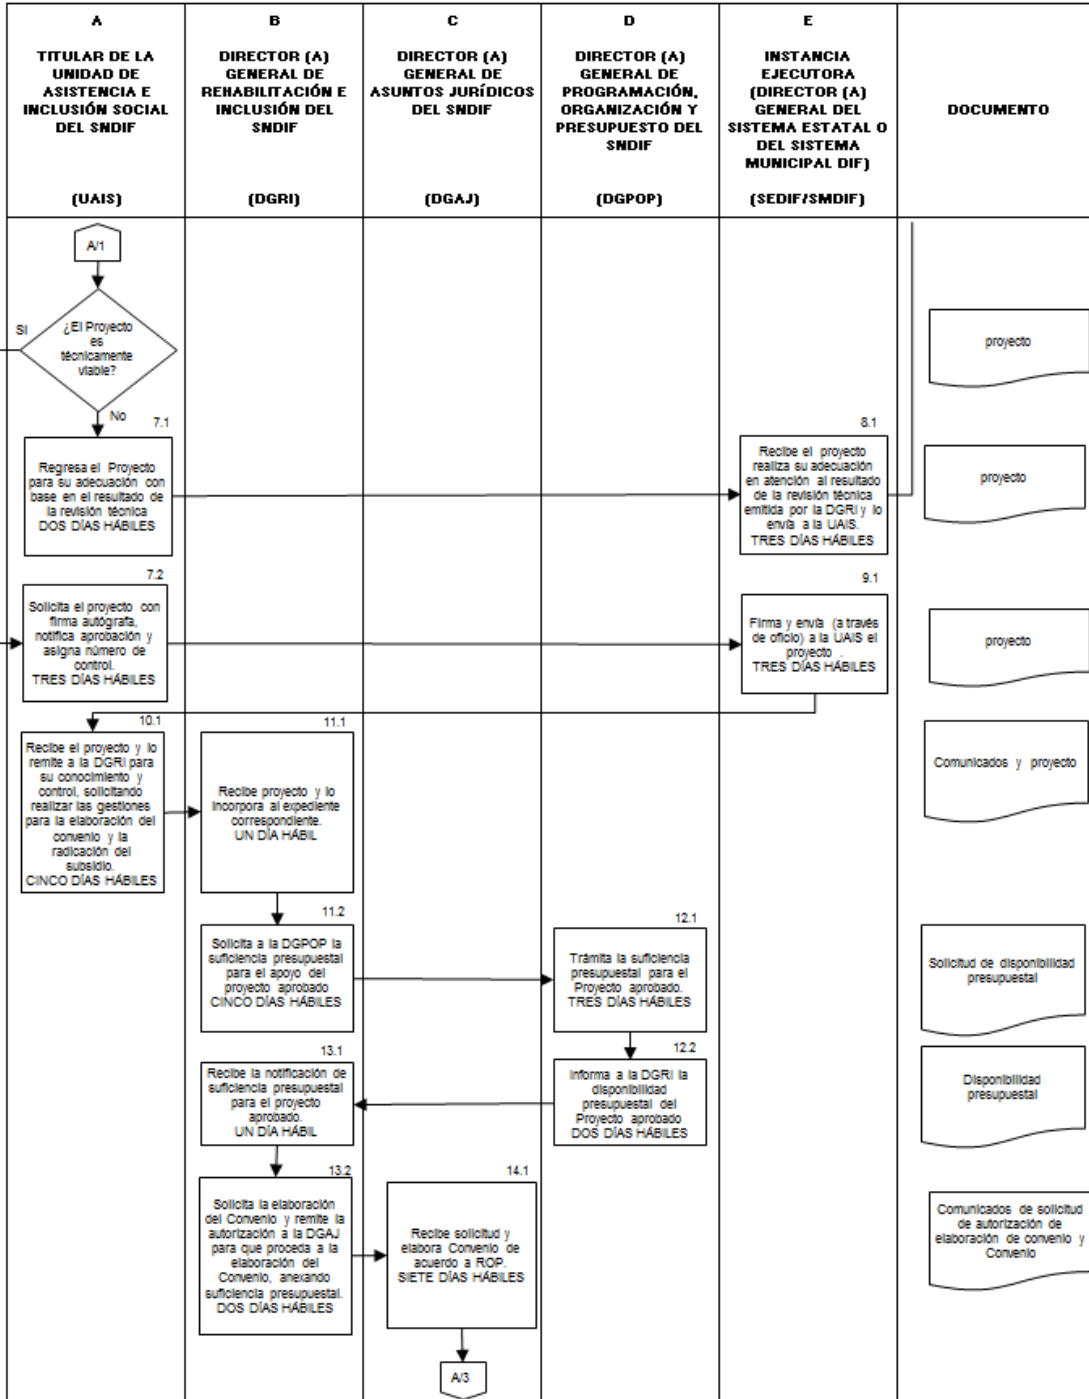 A
TITULAR DE LA
UNIDAD DE
ASISTENCIA E
INCLUSIÓN SOCIAL
DEL SNDIF
(UAIS)
B
DIRECTOR (A)
GENERAL DE
REHABILITACIÓN E
INCLUSIÓN DEL
SNDIF
(DGRI)
C
DIRECTOR (A)
GENERAL DE
ASUNTOS JURÍDICOS
DEL SNDIF
(DGAJ)
D
DIRECTOR (A)
GENERAL DE
PROGRAMACIÓN,
ORGANIZACIÓN Y
PRESUPUESTO DEL
SNDIF
(DGPOP)
E
INSTANCIA
EJECUTORA
(DIRECTOR (A)
GENERAL DEL
SISTEMA ESTATAL O
DEL SISTEMA
MUNICIPAL DIF)
(SEDIF/SMDIF)
DOCUMENTO
A/1
SI
¿El Proyecto
es
técnicamente
viable?
No
proyecto
7.1
Regresa el Proyecto
para su adecuación con
base en el resultado de
la revisión técnica
DOS DÍAS HÁBILES
8.1
Recibe el proyecto
realiza su adecuación
en atención al resultado
de la revisión técnica
emitida por la DGRI y lo
envía a la UAIS.
TRES DÍAS HÁBILES
proyecto
7.2
Solicita el proyecto con
firma autógrafa,
notifica aprobación y
asigna número de
control.
TRES DÍAS HÁBILES
9.1
Firma y envía (a través
de oficio) a la UAIS el
proyecto .
TRES DÍAS HÁBILES
proyecto
10.1
Recibe el proyecto y lo
remite a la DGRI para
su conocimiento y
control, solicitando
realizar las gestiones
para la elaboración del
convenio y la
radicación del
subsidio.
CINCO DÍAS HÁBILES
11.1
Recibe proyecto y lo
incorpora al expediente
correspondiente.
UN DÍA HÁBIL
Comunicados y proyecto
11.2
Solicita a la DGPOP la
suficiencia presupuestal
para el apoyo del
proyecto aprobado
CINCO DÍAS HÁBILES
12.1
Trámita la suficiencia
presupuestal para el
Proyecto aprobado.
TRES DÍAS HÁBILES
Solicitud de disponibilidad
presupuestal
13.1
Recibe la notificación de
suficiencia presupuestal
para el proyecto
aprobado.
UN DÍA HÁBIL
12.2
Informa a la DGRI la
disponibilidad
presupuestal del
Proyecto aprobado
DOS DÍAS HÁBILES
Disponibilidad
presupuestal
13.2
Solicita la elaboración
del Convenio y remite la
autorización a la DGAJ
para que proceda a la
elaboración del
Convenio, anexando
suficiencia presupuestal.
DOS DÍAS HÁBILES
14.1
Recibe solicitud y
elabora Convenio de
acuerdo a ROP.
SIETE DÍAS HÁBILES
Comunicados de solicitud
de autorización de
elaboración de convenio y
Convenio
A/3